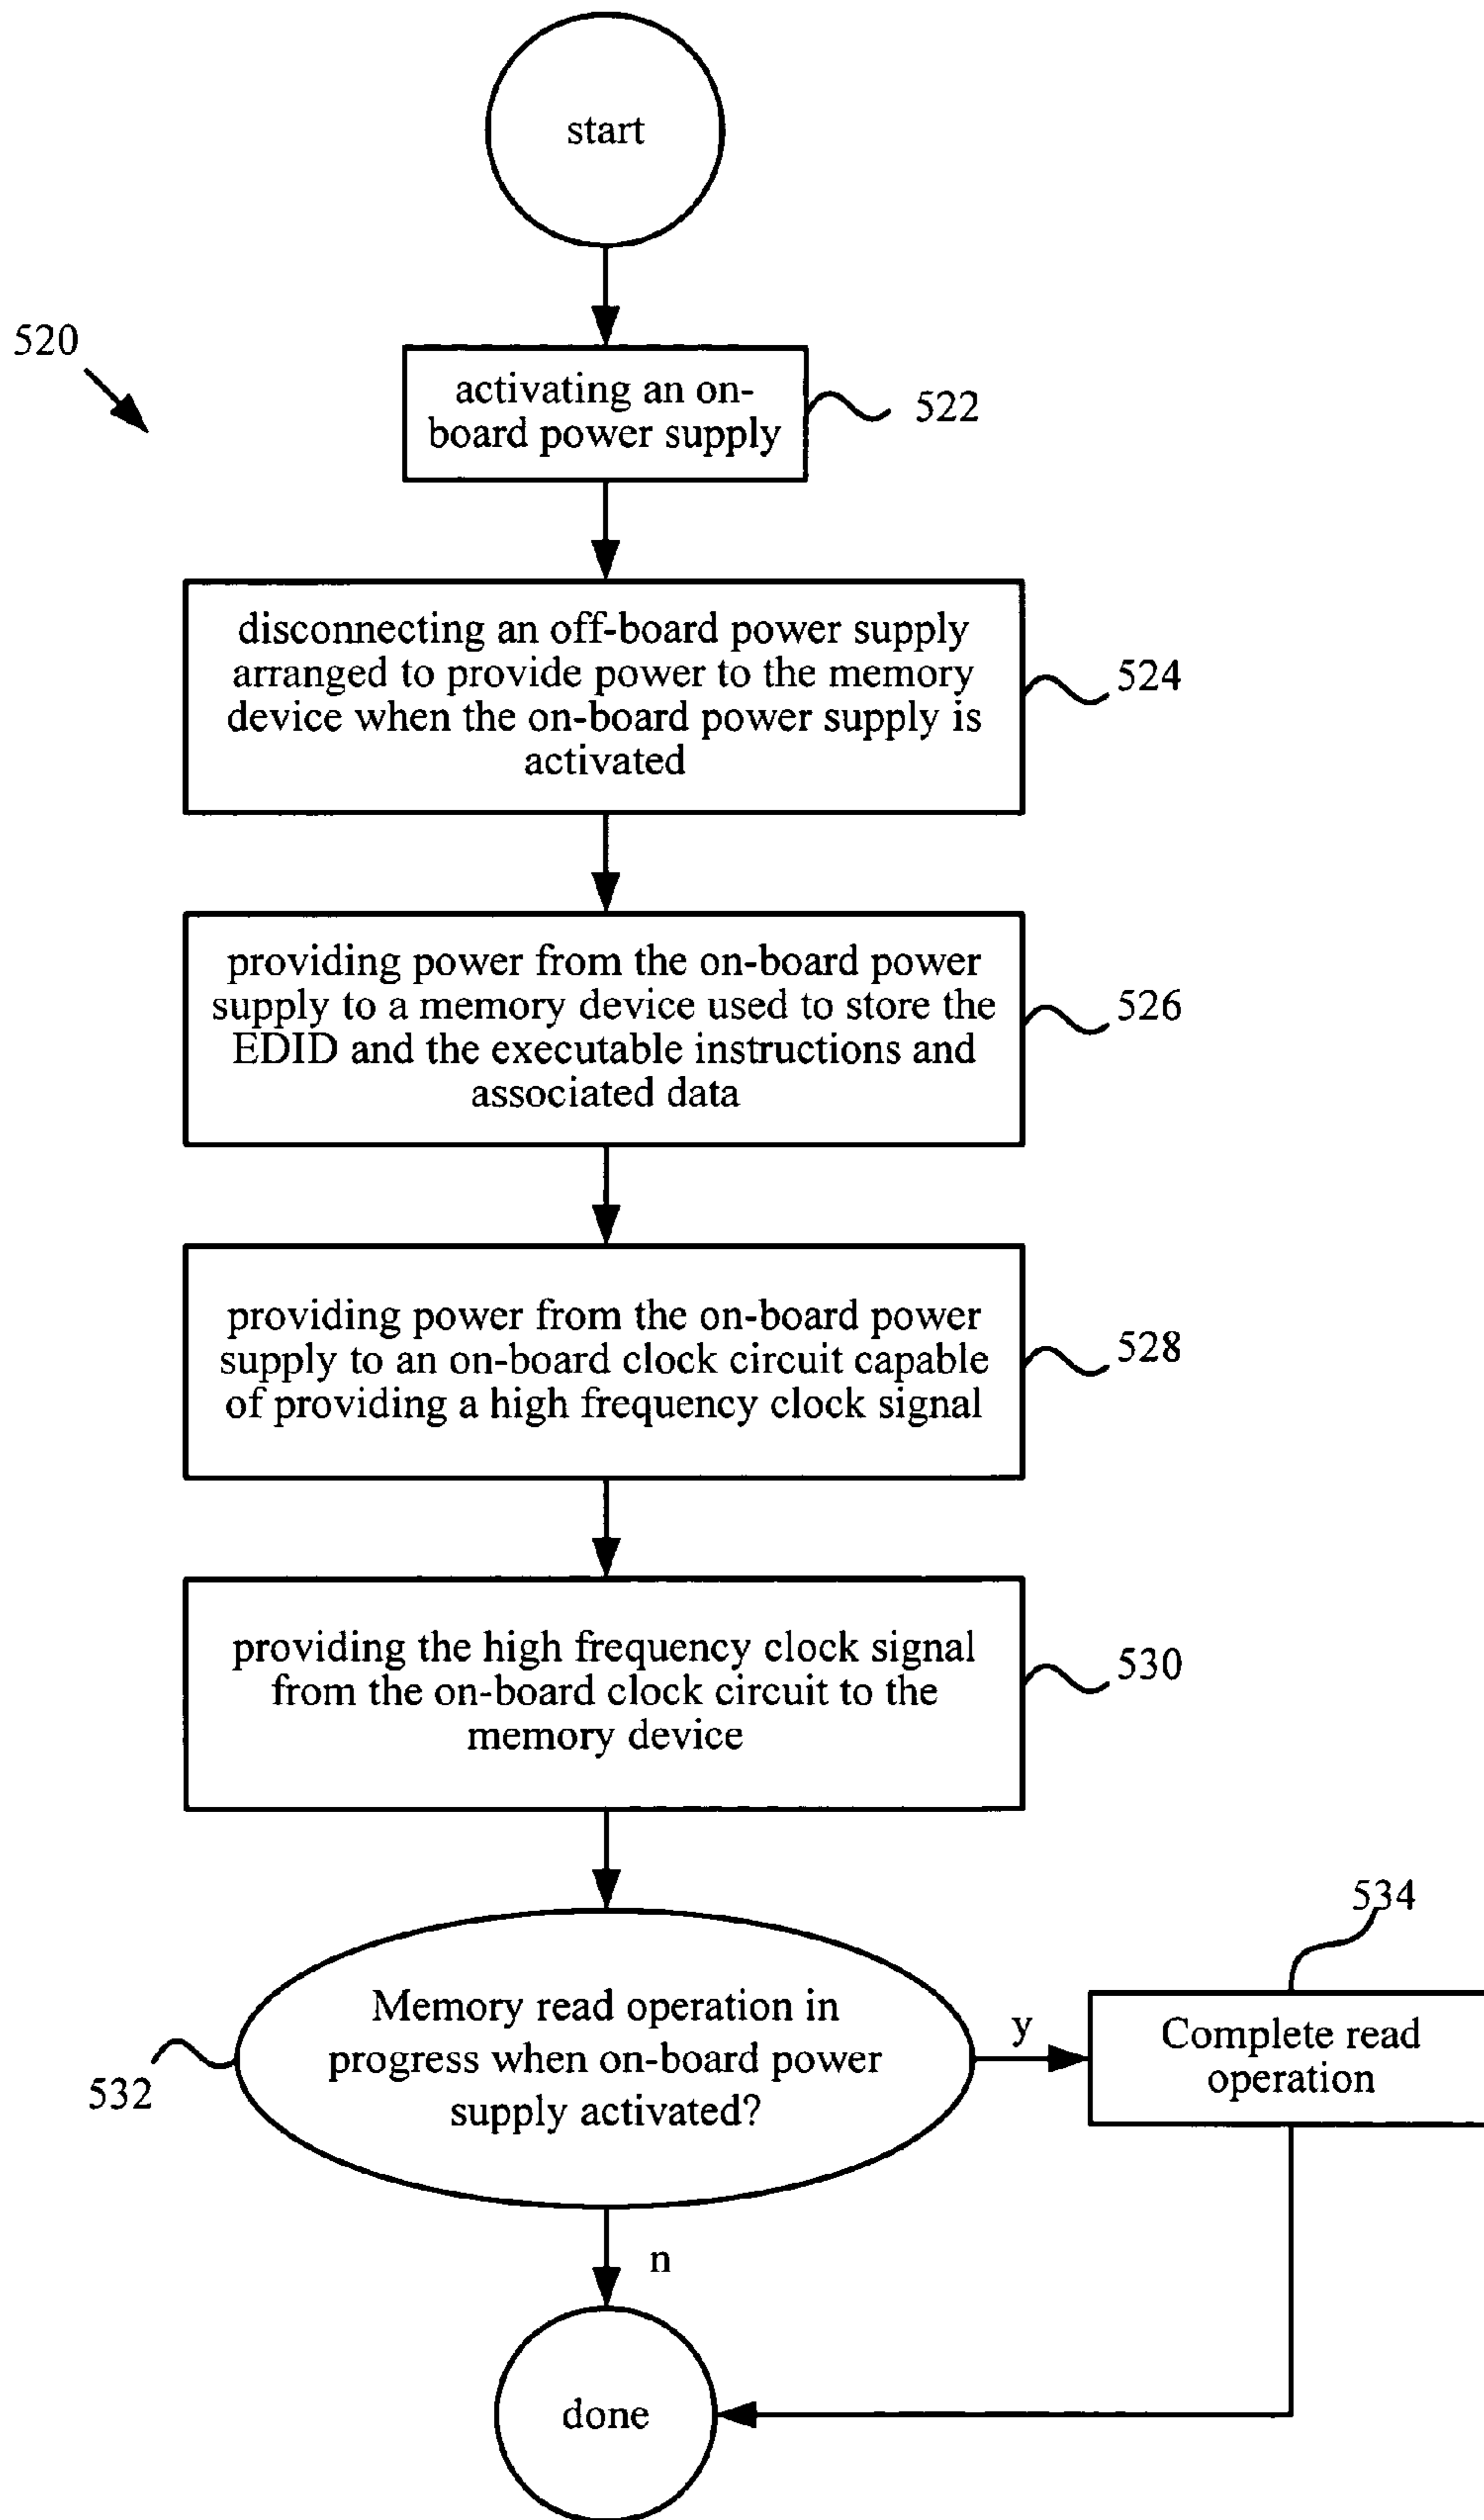 start
520
activating an on-
board power supply
522
disconnecting an off-board power supply
arranged to provide power to the memory
device when the on-board power supply is
activated
524
providing power from the on-board power
supply to a memory device used to store the
EDID and the executable instructions and
associated data
526
providing power from the on-board power
supply to an on-board clock circuit capable
of providing a high frequency clock signal
528
providing the high frequency clock signal
from the on-board clock circuit to the
memory device
530
534
Memory read operation in
progress when on-board power
supply activated?
532
y
Complete read
operation
n
done